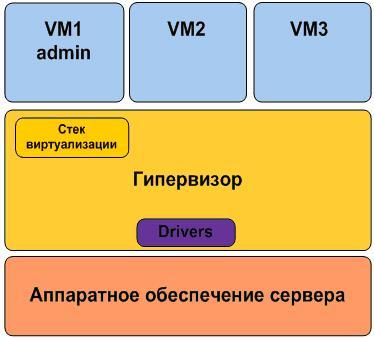 VM1
admin
VM2
VM3
Стек
виртуализации
Гипервизор
Drivers
Аппаратное обеспечение сервера